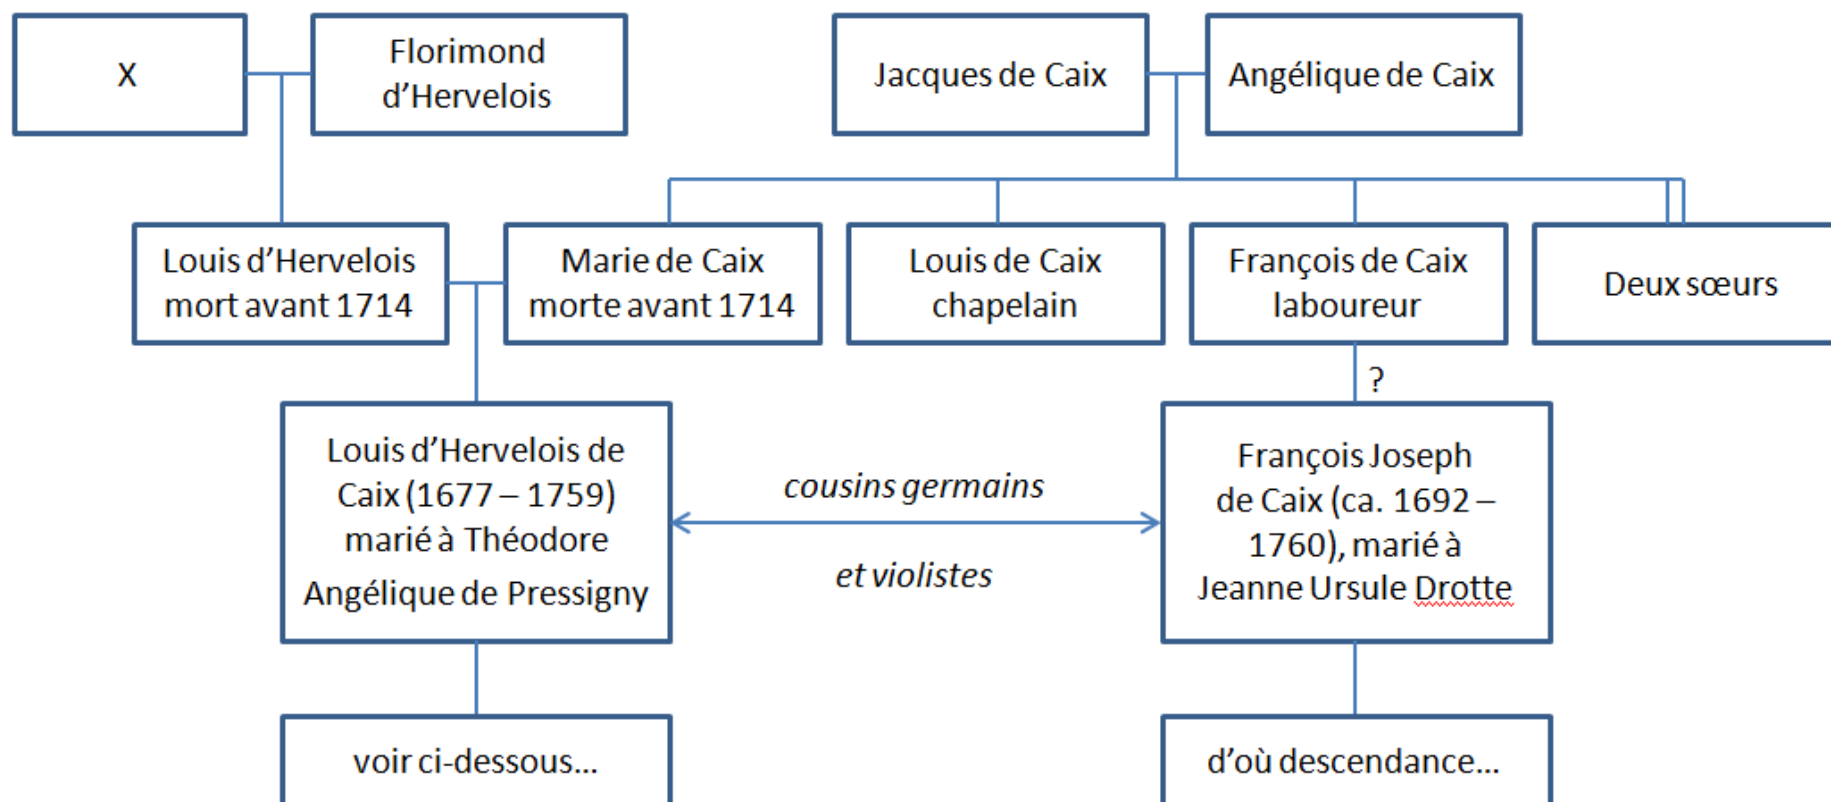 X
Florimond
d’Hervelois
Jacques de Caix
Angélique de Caix
Louis d’Hervelois
mort avant 1714
Marie de Caix
morte avant 1714
Louis de Caix
chapelain
François de Caix
laboureur
Deux sœurs
?
Louis d’Hervelois de
Caix (1677 – 1759)
marié à Théodore
Angélique de Pressigny
cousins germains
et violistes
François Joseph
de Caix (ca. 1692 –
1760), marié à
Jeanne Ursule Drotte
voir ci-dessous...
d’où descendance...